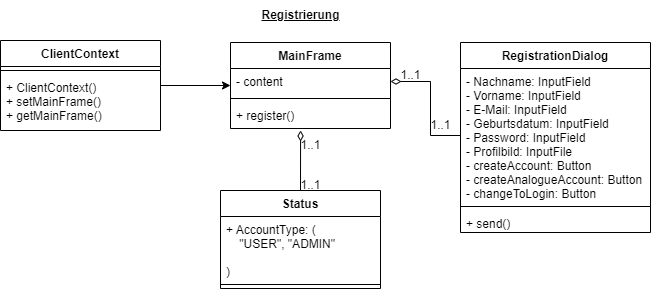 Registrierung
ClientContext
+ ClientContext()
+ setMainFrame()
+ getMainFrame()
MainFrame
- content
+ register()
1..1
1..1
1..1
1..1
RegistrationDialog
- Nachname: InputField
- Vorname: InputField
- E-Mail: InputField
- Geburtsdatum: InputField
- Password: InputField
- Profilbild: InputFile
- createAccount: Button
- createAnalogueAccount: Button
- changeToLogin: Button
+ send()
Status
+ AccountType: (
"USER", "ADMIN"
)